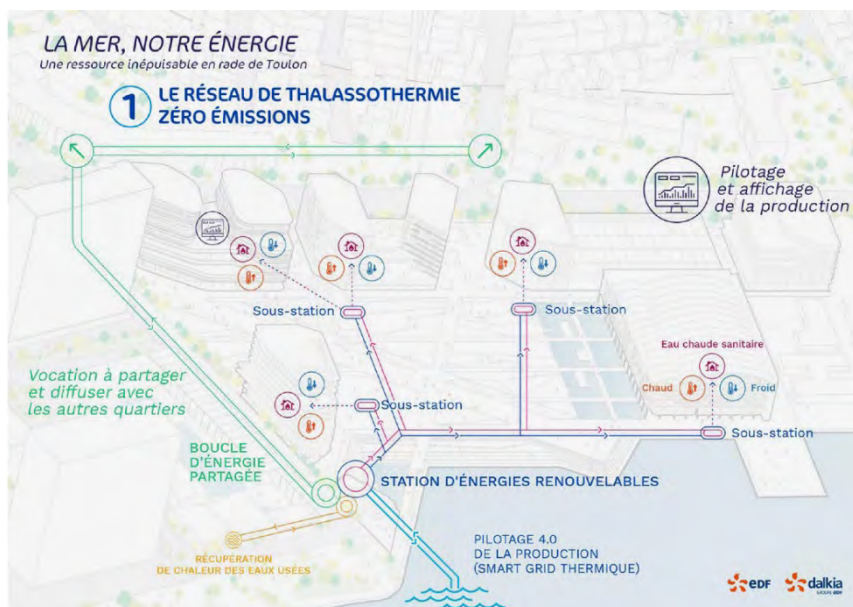 LA MER, NOTRE ÉNERGIE
Une ressource inépuisable en rade de Toulon
1
LE RÉSEAU DE THALASSOTHERMIE
ZÉRO ÉMISSIONS
Pilotage
et affichage
de la production
Sous-station
Sous-station
Eau chaude sanitaire
Chaud
Froid
Vocation à partager
et diffuser avec
les autres quartiers
Sous-station
Sous-station
BOUCLE
D'ÉNERGIE
PARTAGÉE
STATION D'ÉNERGIES RENOUVELABLES
PILOTAGE 4.0
DE LA PRODUCTION
(SMART GRID THERMIQUE)
RÉCUPÉRATION
DE CHALEUR DES EAUX USÉES
eDF
dalkia
GROUPE EDF